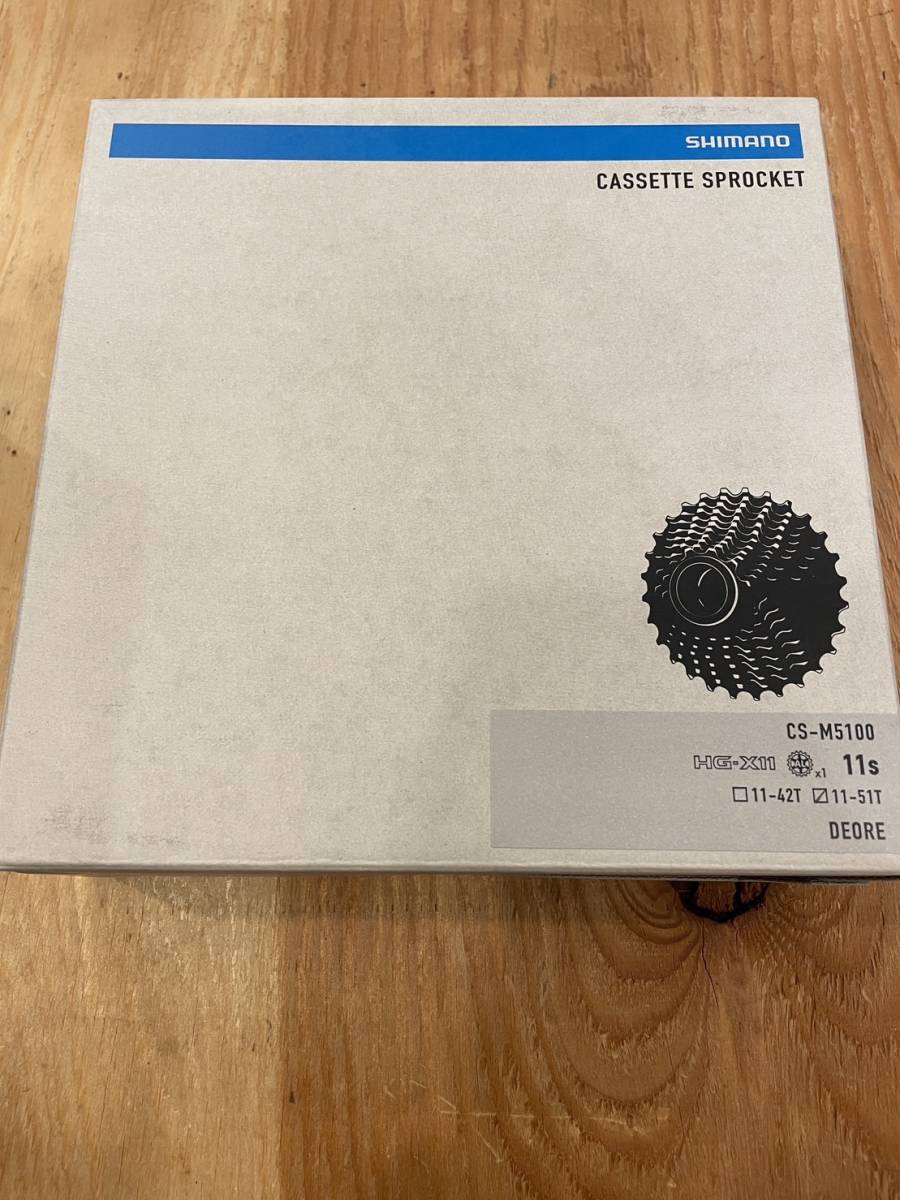 SHIMANO
CASSETTE SPROCKET
CS-M5100
HG-X11 x1 11s
☐11-42T ☑11-51T
DEORE